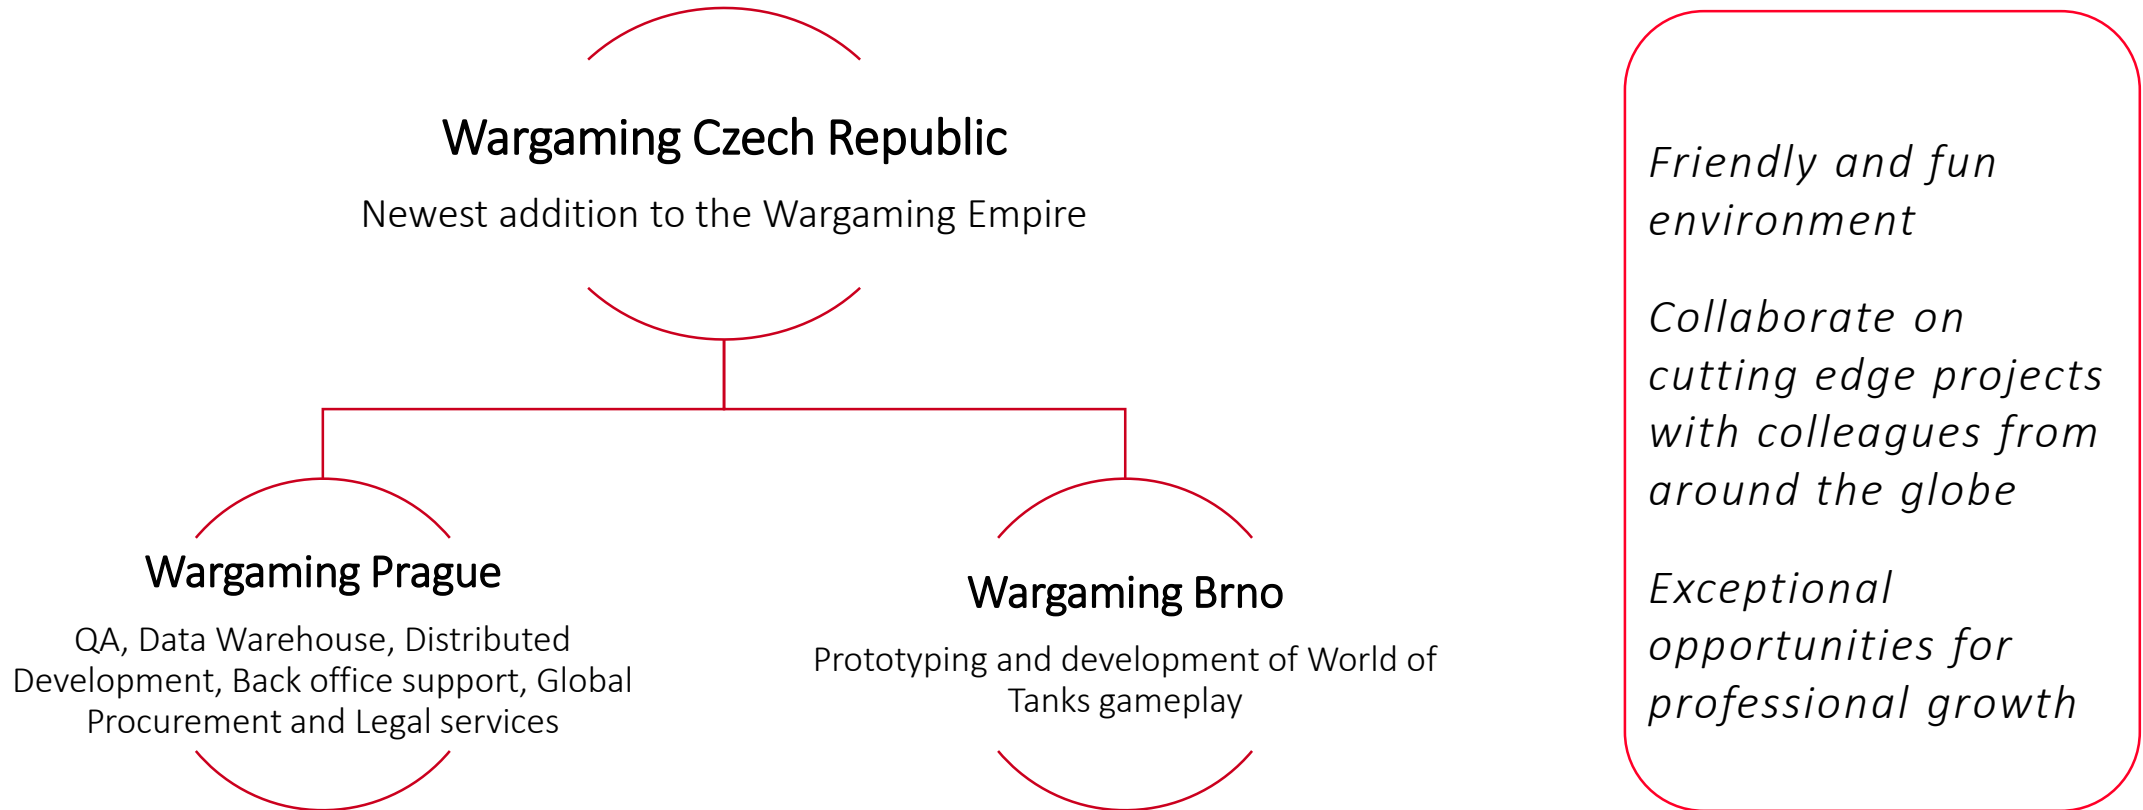 Wargaming Czech Republic
Newest addition to the Wargaming Empire
Wargaming Prague
QA, Data Warehouse, Distributed
Development, Back office support, Global
Procurement and Legal services
Wargaming Brno
Prototyping and development of World of
Tanks gameplay
Friendly and fun
environment
Collaborate on
cutting edge projects
with colleagues from
around the globe
Exceptional
opportunities for
professional growth